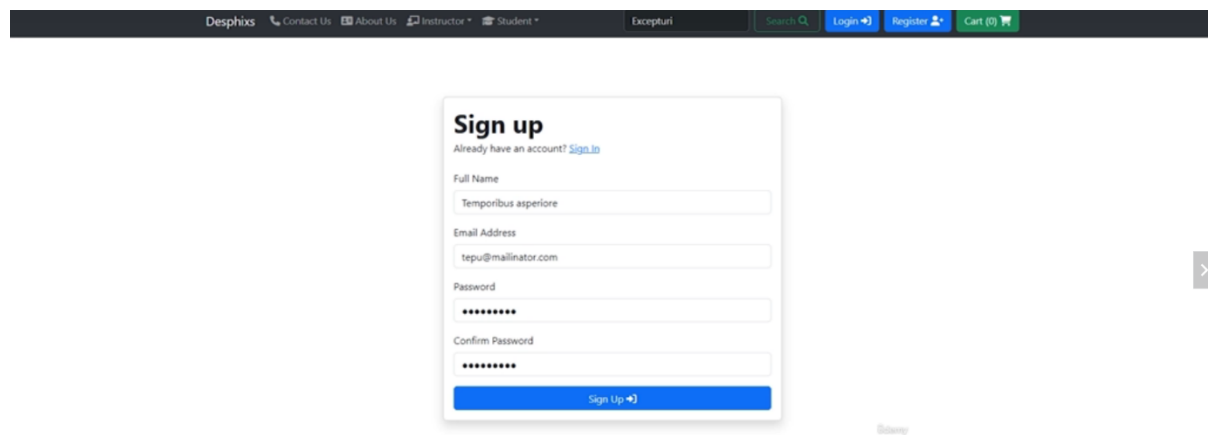 Desphixs Contact Us About Us Instructor Student Excepturi Search Login Register Cart (0)
Sign up
Already have an account? Sign In
Full Name
Temporibus asperiore
Email Address
tepu@mailinator.com
Password
•••••••••
Confirm Password
•••••••••
Sign Up
Udemy